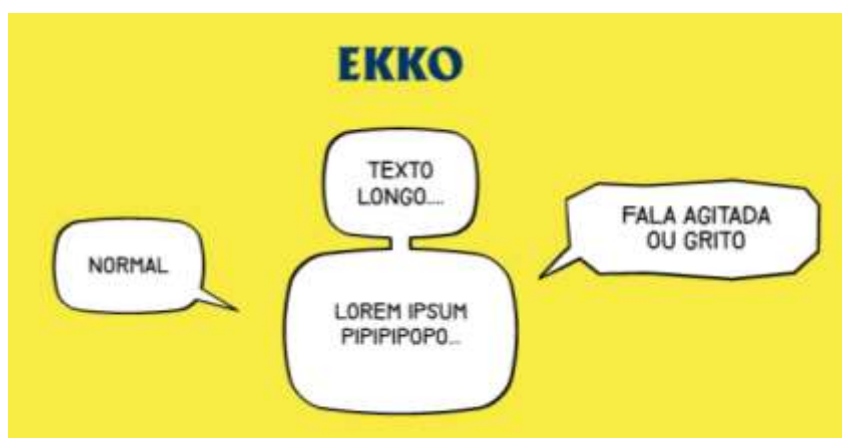 EKKO
TEXTO
LONGO....
NORMAL
FALA AGITADA
OU GRITO
LOREM IPSUM
PIPIPIPOPO...